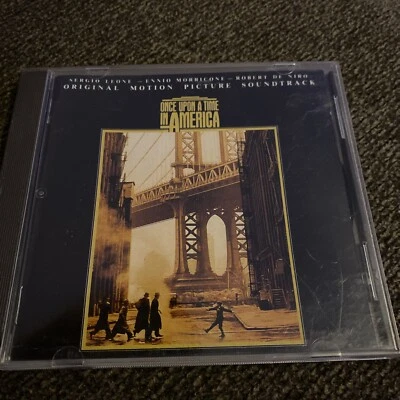 SERGIO LEONE – ENNIO MORRICONE – ROBERT DE NIRO
ORIGINAL MOTION PICTURE SOUNDTRACK
ONCE UPON A TIME
IN AMERICA